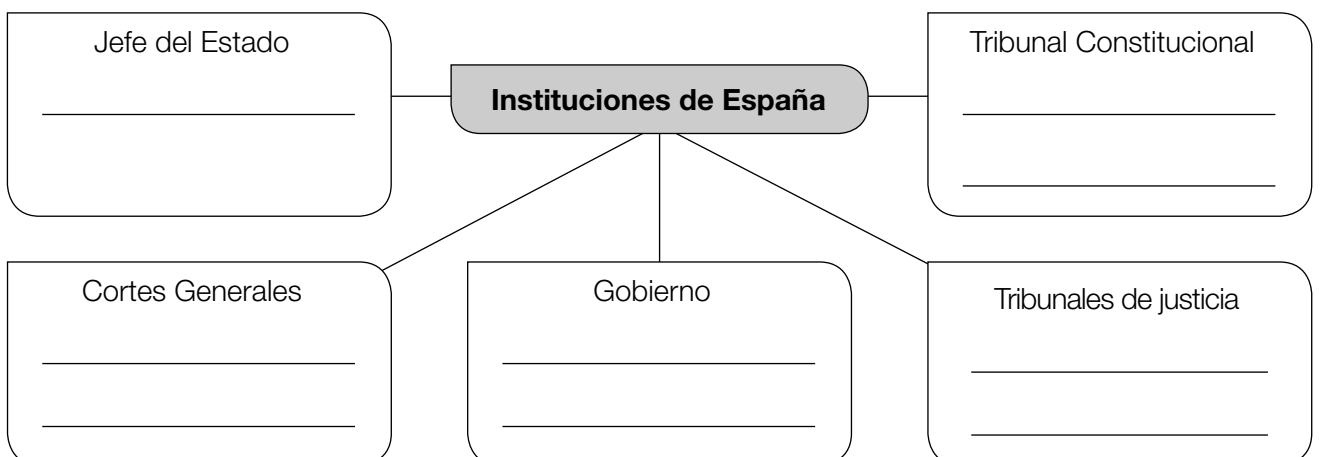 Jefe del Estado
Instituciones de España
Tribunal Constitucional
Cortes Generales
Gobierno
Tribunales de justicia